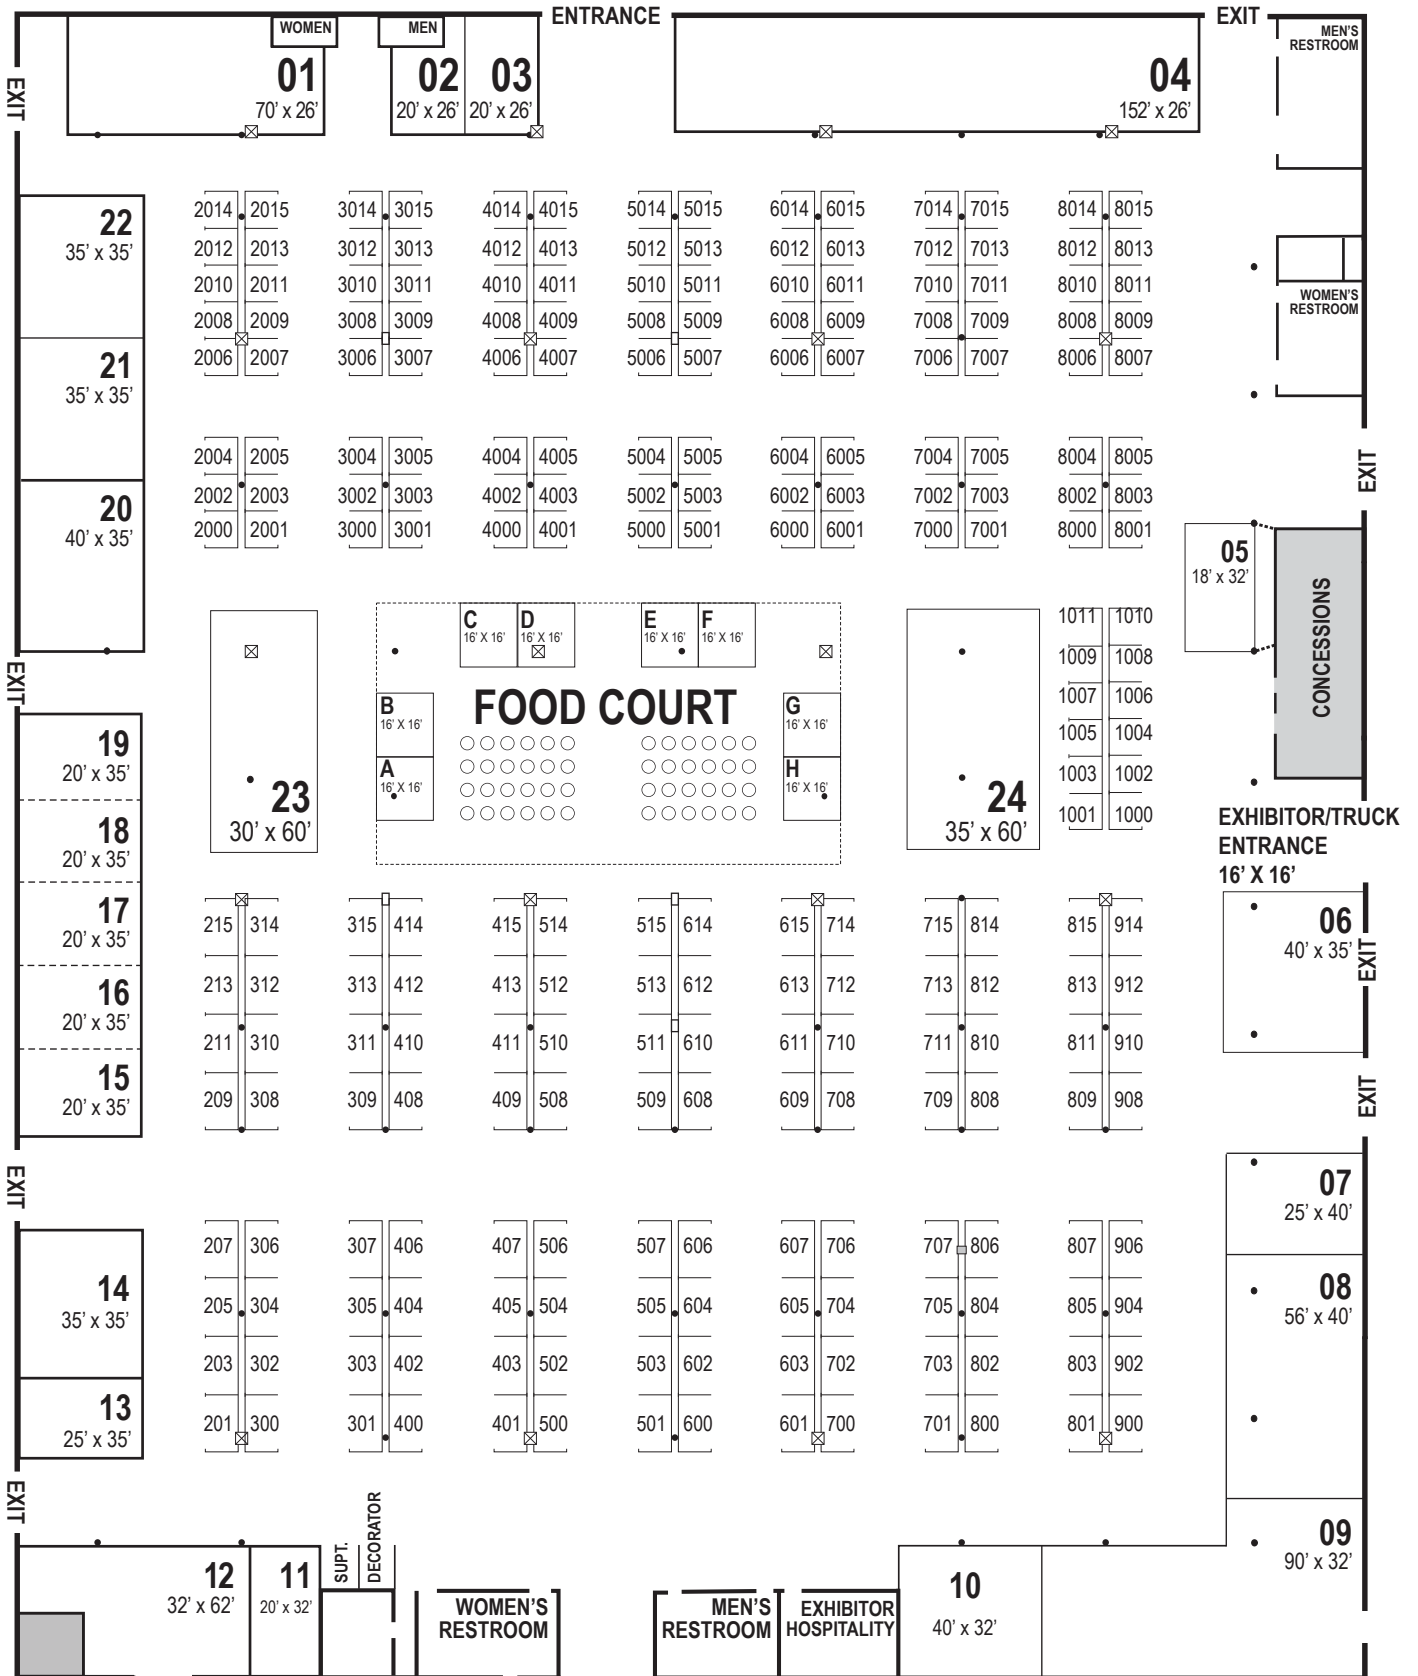 ENTRANCE
EXIT
WOMEN
MEN
MEN'S
RESTROOM
EXIT
01
70' x 26'
02
20' x 26'
03
20' x 26'
04
152' x 26'
22
35' x 35'
21
35' x 35'
20
40' x 35'
2014 2015 3014 3015 4014 4015 5014 5015 6014 6015 7014 7015 8014 8015
2012 2013 3012 3013 4012 4013 5012 5013 6012 6013 7012 7013 8012 8013
2010 2011 3010 3011 4010 4011 5010 5011 6010 6011 7010 7011 8010 8011
2008 2009 3008 3009 4008 4009 5008 5009 6008 6009 7008 7009 8008 8009
2006 2007 3006 3007 4006 4007 5006 5007 6006 6007 7006 7007 8006 8007
WOMEN'S
RESTROOM
2004 2005 3004 3005 4004 4005 5004 5005 6004 6005 7004 7005 8004 8005
2002 2003 3002 3003 4002 4003 5002 5003 6002 6003 7002 7003 8002 8003
2000 2001 3000 3001 4000 4001 5000 5001 6000 6001 7000 7001 8000 8001
EXIT
05
18' x 32'
CONCESSIONS
EXIT
C
16' X 16'
D
16' X 16'
E
16' X 16'
F
16' X 16'
FOOD COURT
B
16' X 16'
G
16' X 16'
A
16' X 16'
H
16' X 16'
23
30' x 60'
24
35' x 60'
1011 1010
1009 1008
1007 1006
1005 1004
1003 1002
1001 1000
EXHIBITOR/TRUCK
ENTRANCE
16' X 16'
19
20' x 35'
18
20' x 35'
17
20' x 35'
16
20' x 35'
15
20' x 35'
215 314 315 414 415 514 515 614 615 714 715 814 815 914
213 312 313 412 413 512 513 612 613 712 713 812 813 912
211 310 311 410 411 510 511 610 611 710 711 810 811 910
209 308 309 408 409 508 509 608 609 708 709 808 809 908
06
40' x 35'
EXIT
EXIT
EXIT
07
25' x 40'
08
56' x 40'
14
35' x 35'
13
25' x 35'
207 306 307 406 407 506 507 606 607 706 707 806 807 906
205 304 305 404 405 504 505 604 605 704 705 804 805 904
203 302 303 402 403 502 503 602 603 702 703 802 803 902
201 300 301 400 401 500 501 600 601 700 701 800 801 900
EXIT
12
32' x 62'
11
20' x 32'
SUPT.
DECORATOR
WOMEN'S
RESTROOM
MEN'S
RESTROOM
EXHIBITOR
HOSPITALITY
10
40' x 32'
09
90' x 32'